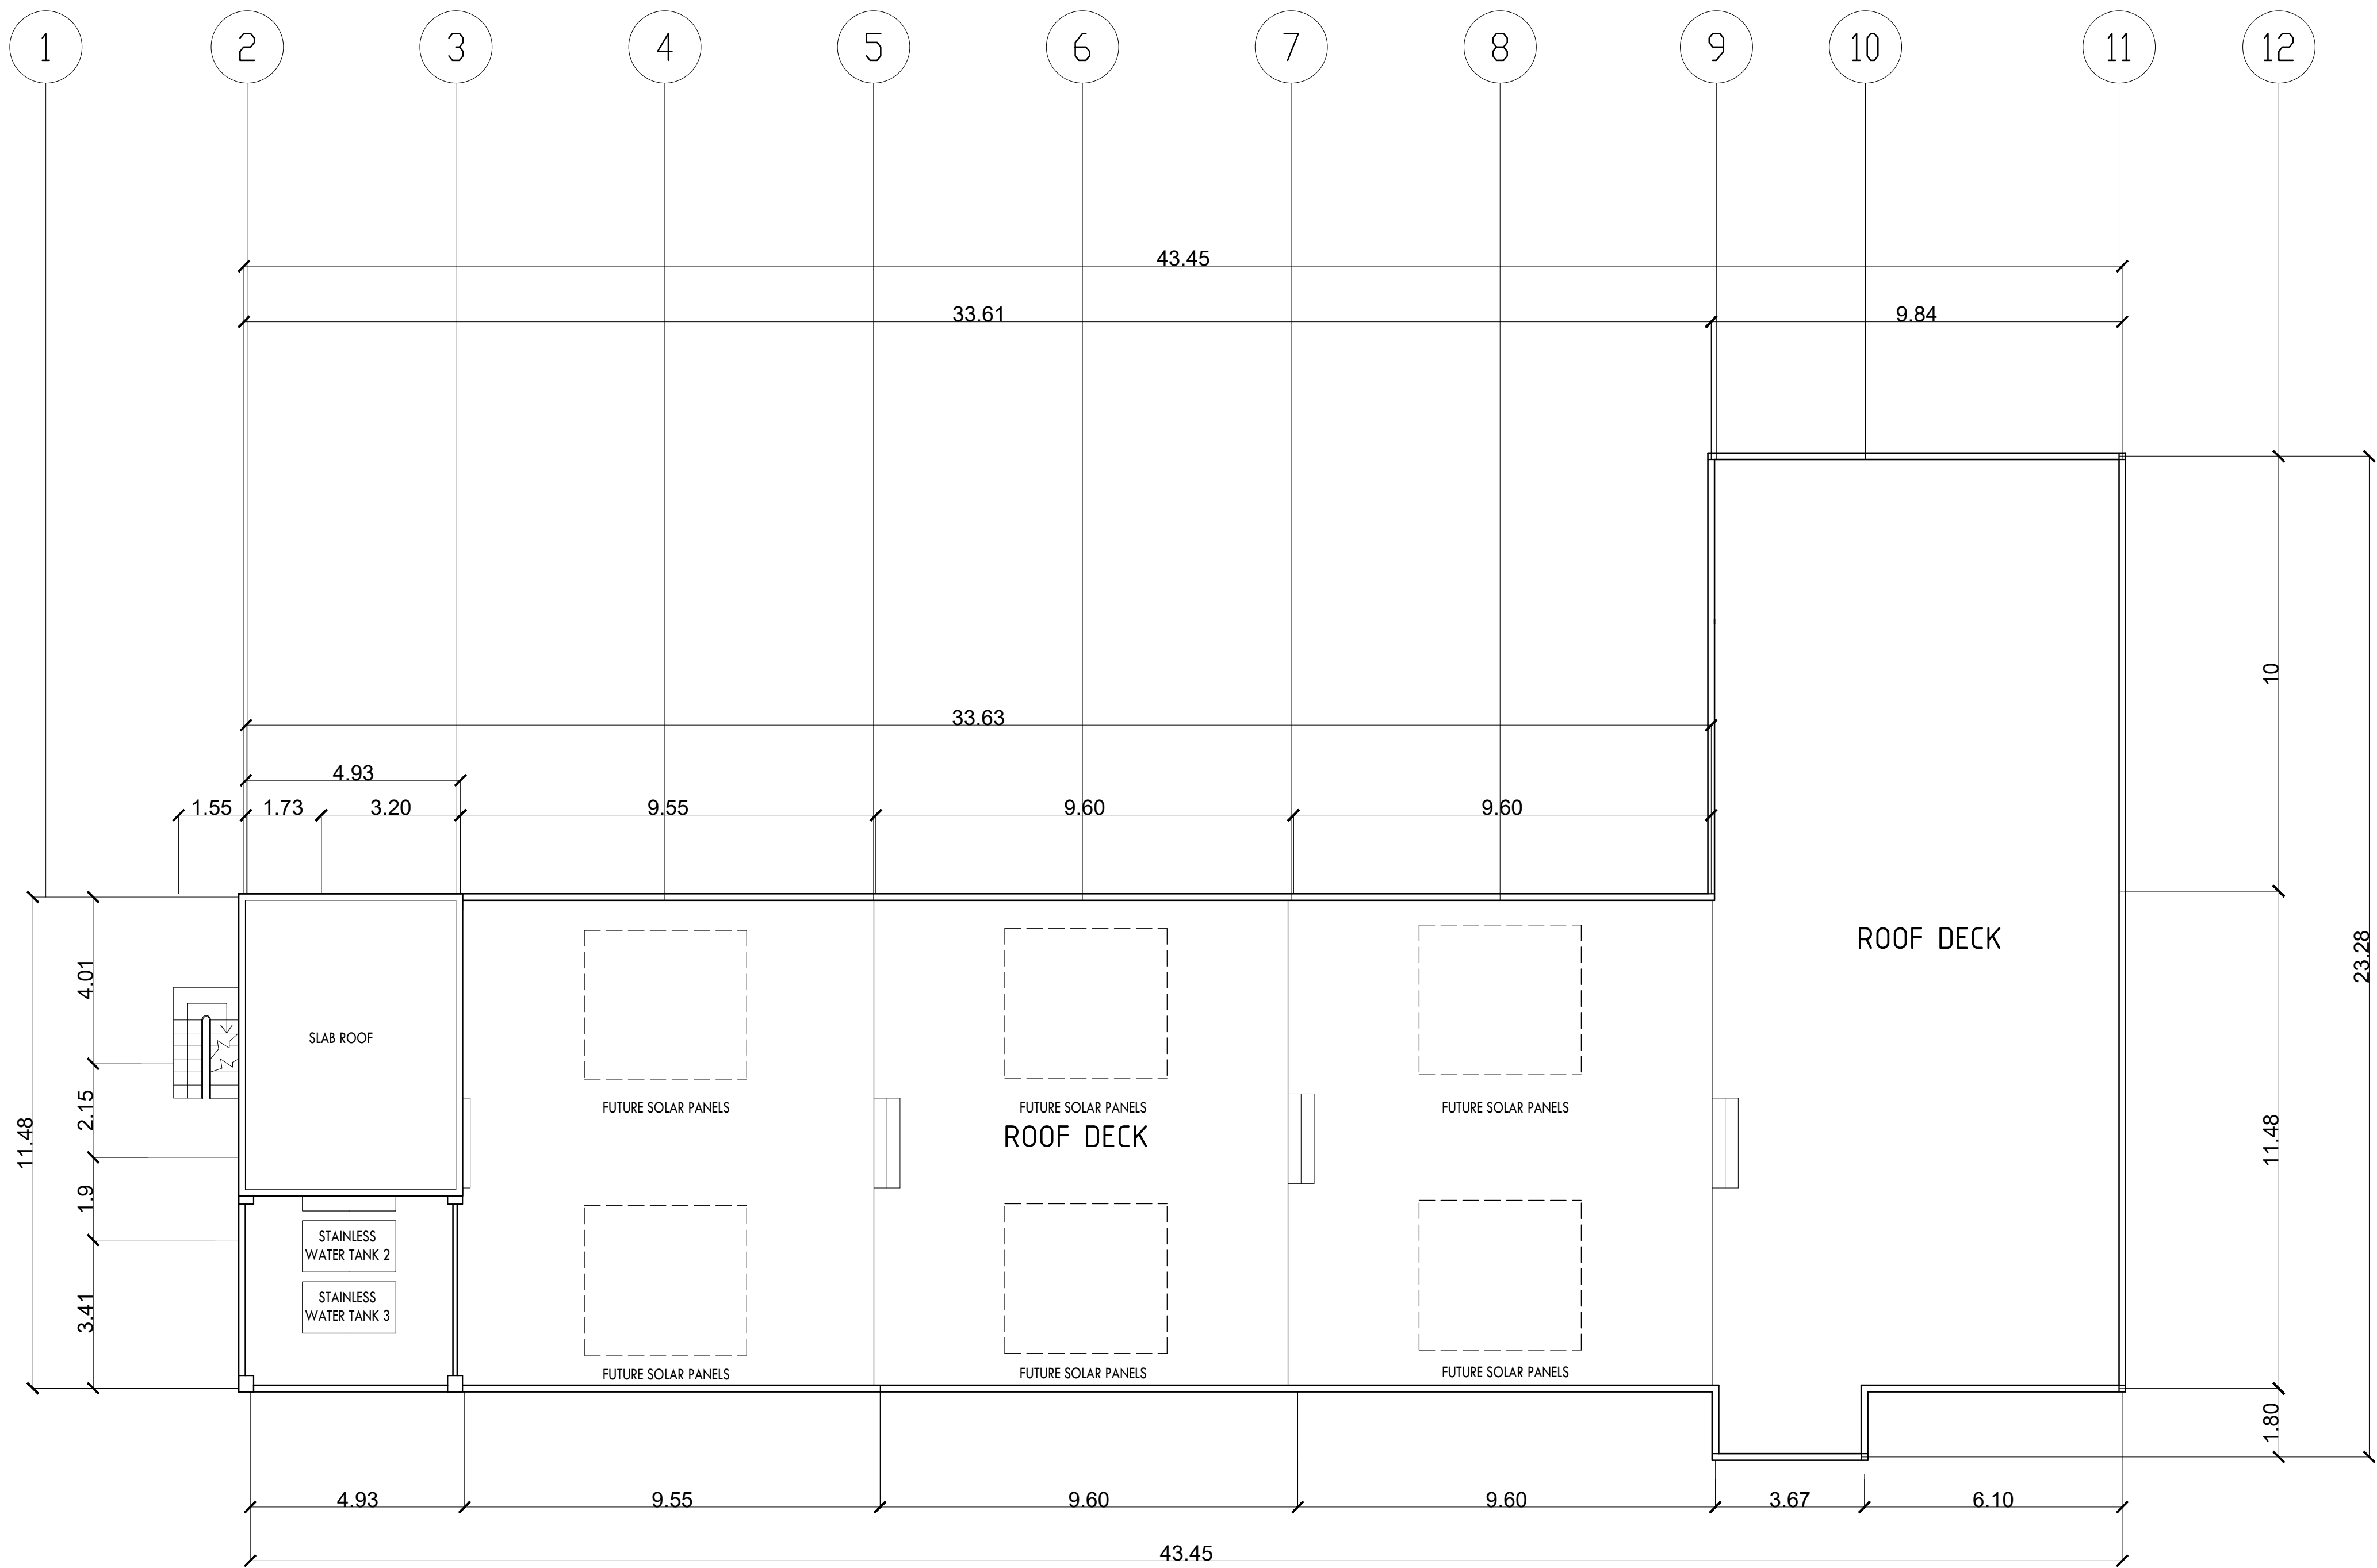 1 2 3 4 5 6 7 8 9 10 11 12
43.45
33.61 9.84
33.63
4.93
1.55 1.73 3.20 9.55 9.60 9.60
10
23.28
11.48
1.80
11.48
4.01
2.15
1.9
3.41
ROOF DECK
SLAB ROOF
FUTURE SOLAR PANELS FUTURE SOLAR PANELS FUTURE SOLAR PANELS
ROOF DECK
STAINLESS
WATER TANK 2
STAINLESS
WATER TANK 3
FUTURE SOLAR PANELS FUTURE SOLAR PANELS FUTURE SOLAR PANELS
4.93 9.55 9.60 9.60 3.67 6.10
43.45